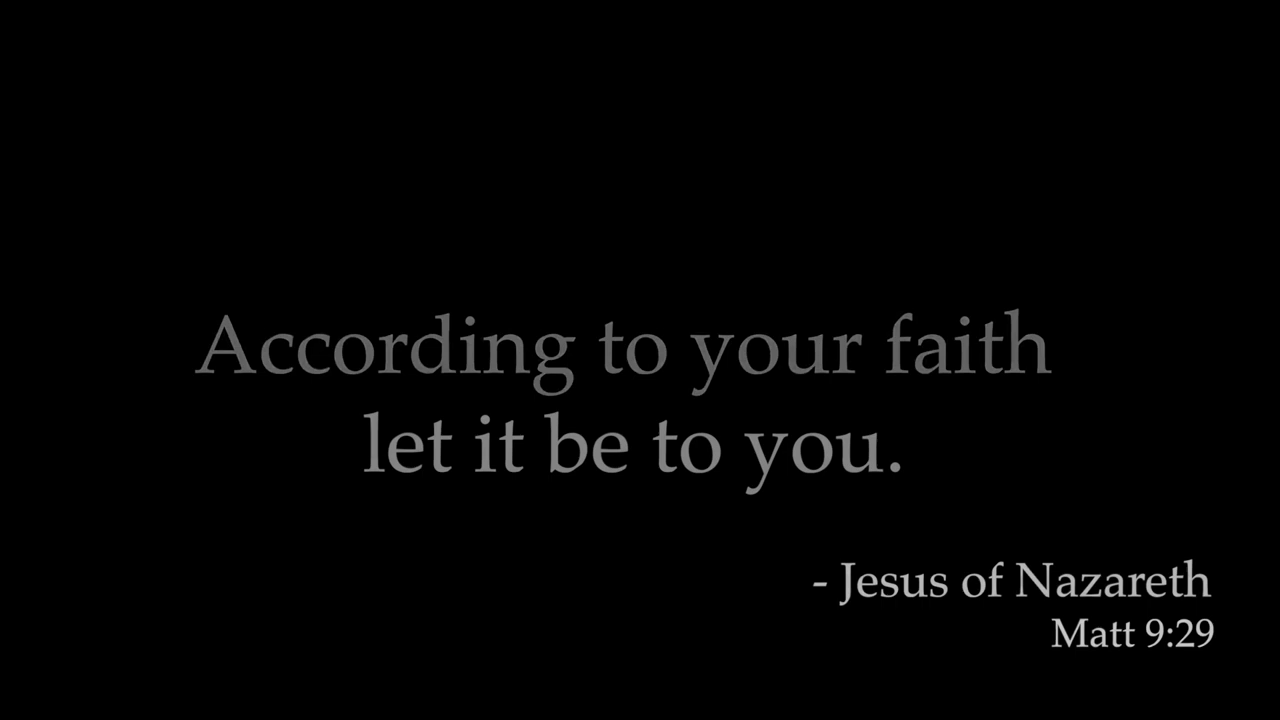 According to your faith
let it be to you.
- Jesus of Nazareth
Matt 9:29